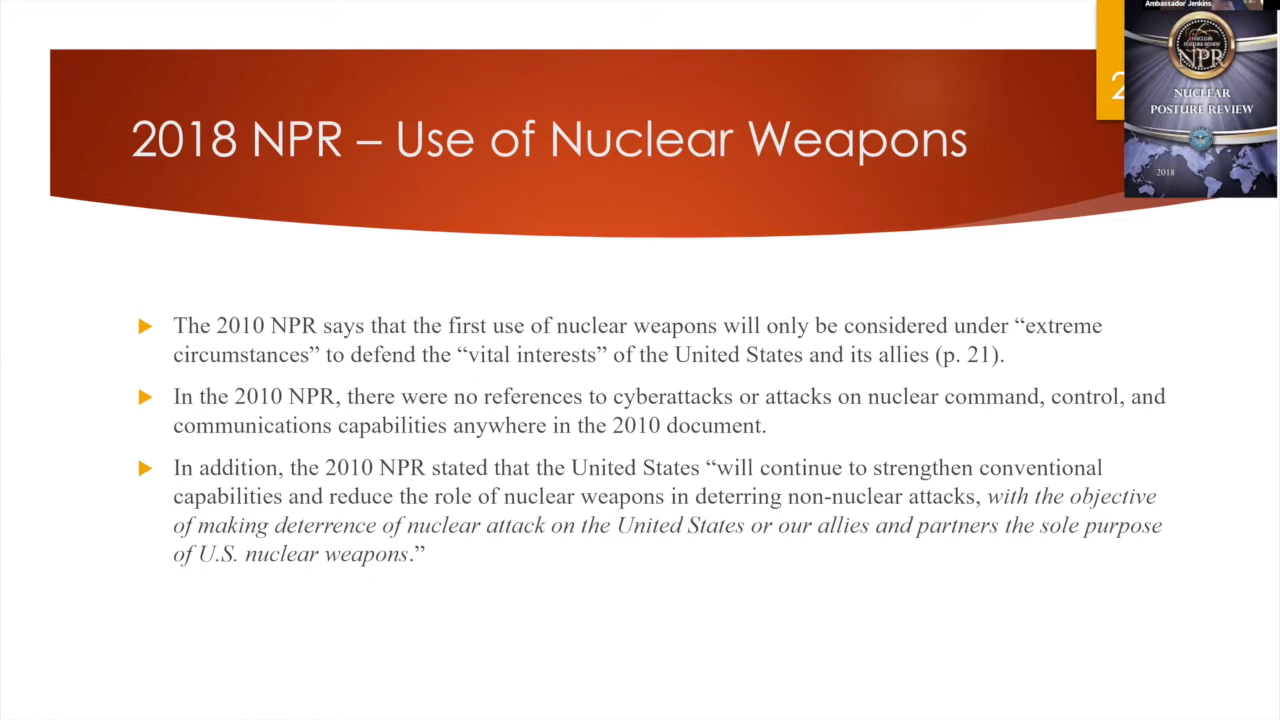 Ambassador Jenkins
2018 NPR – Use of Nuclear Weapons
2
NUCLEAR
POSTURE REVIEW
NPR
NUCLEAR
POSTURE REVIEW
2018
The 2010 NPR says that the first use of nuclear weapons will only be considered under “extreme
circumstances” to defend the “vital interests” of the United States and its allies (p. 21).
In the 2010 NPR, there were no references to cyberattacks or attacks on nuclear command, control, and
communications capabilities anywhere in the 2010 document.
In addition, the 2010 NPR stated that the United States “will continue to strengthen conventional
capabilities and reduce the role of nuclear weapons in deterring non-nuclear attacks, with the objective
of making deterrence of nuclear attack on the United States or our allies and partners the sole purpose
of U.S. nuclear weapons.”